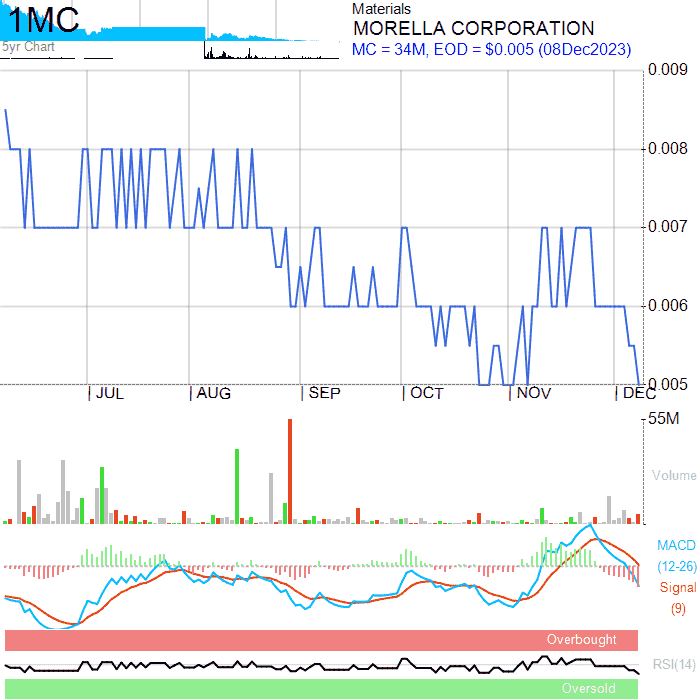 1MC
5yr Chart
Materials
MORELLA CORPORATION
MC = 34M, EOD = $0.005 (08Dec2023)
0.009
0.008
0.007
0.006
0.005
JUL AUG SEP OCT NOV DEC
55M
Volume
MACD
(12-26)
Signal
(9)
Overbought
RSI(14)
Oversold